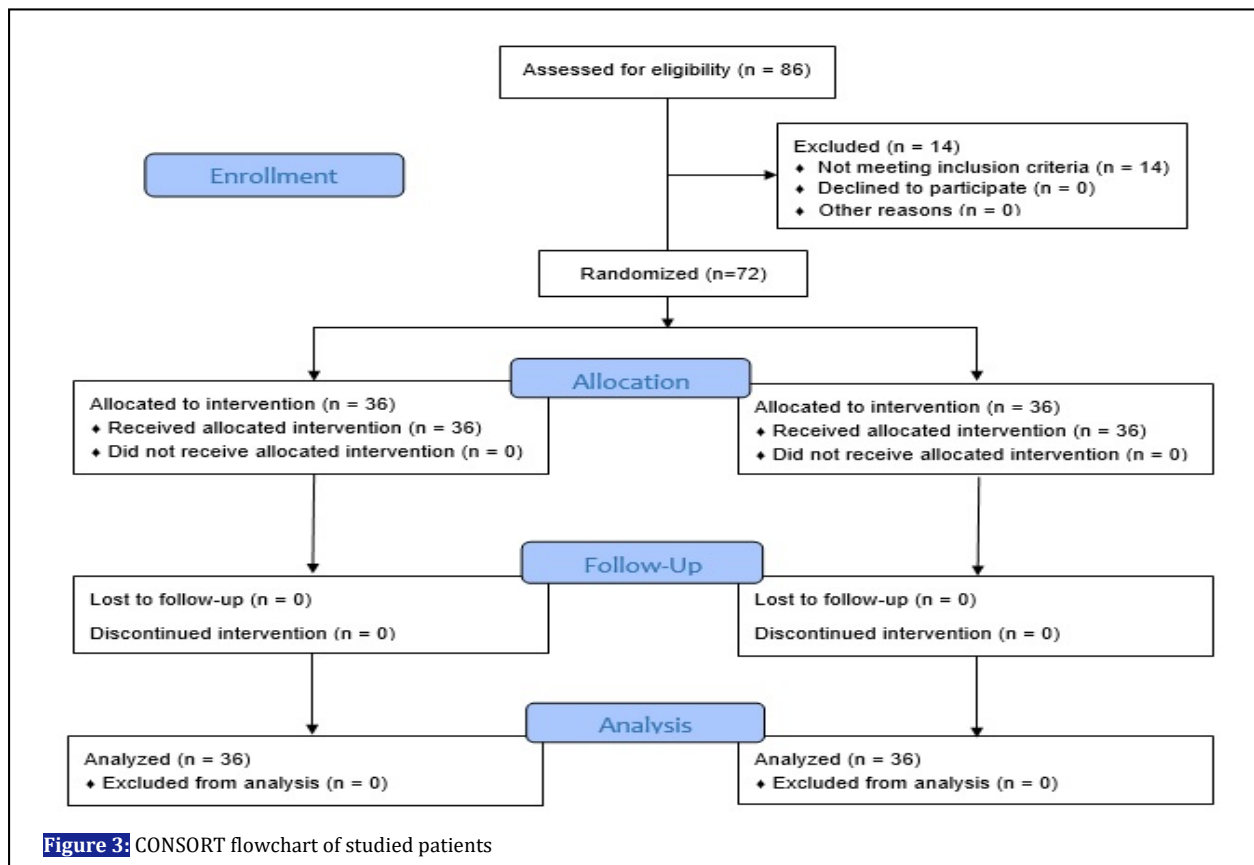 Assessed for eligibility (n = 86)
Excluded (n = 14)
♦ Not meeting inclusion criteria (n = 14)
♦ Declined to participate (n = 0)
♦ Other reasons (n = 0)
Enrollment
Randomized (n=72)
Allocation
Allocated to intervention (n = 36)
♦ Received allocated intervention (n = 36)
♦ Did not receive allocated intervention (n = 0)
Allocated to intervention (n = 36)
♦ Received allocated intervention (n = 36)
♦ Did not receive allocated intervention (n = 0)
Follow-Up
Lost to follow-up (n = 0)
Discontinued intervention (n = 0)
Lost to follow-up (n = 0)
Discontinued intervention (n = 0)
Analysis
Analyzed (n = 36)
♦ Excluded from analysis (n = 0)
Analyzed (n = 36)
♦ Excluded from analysis (n = 0)
Figure 3: CONSORT flowchart of studied patients